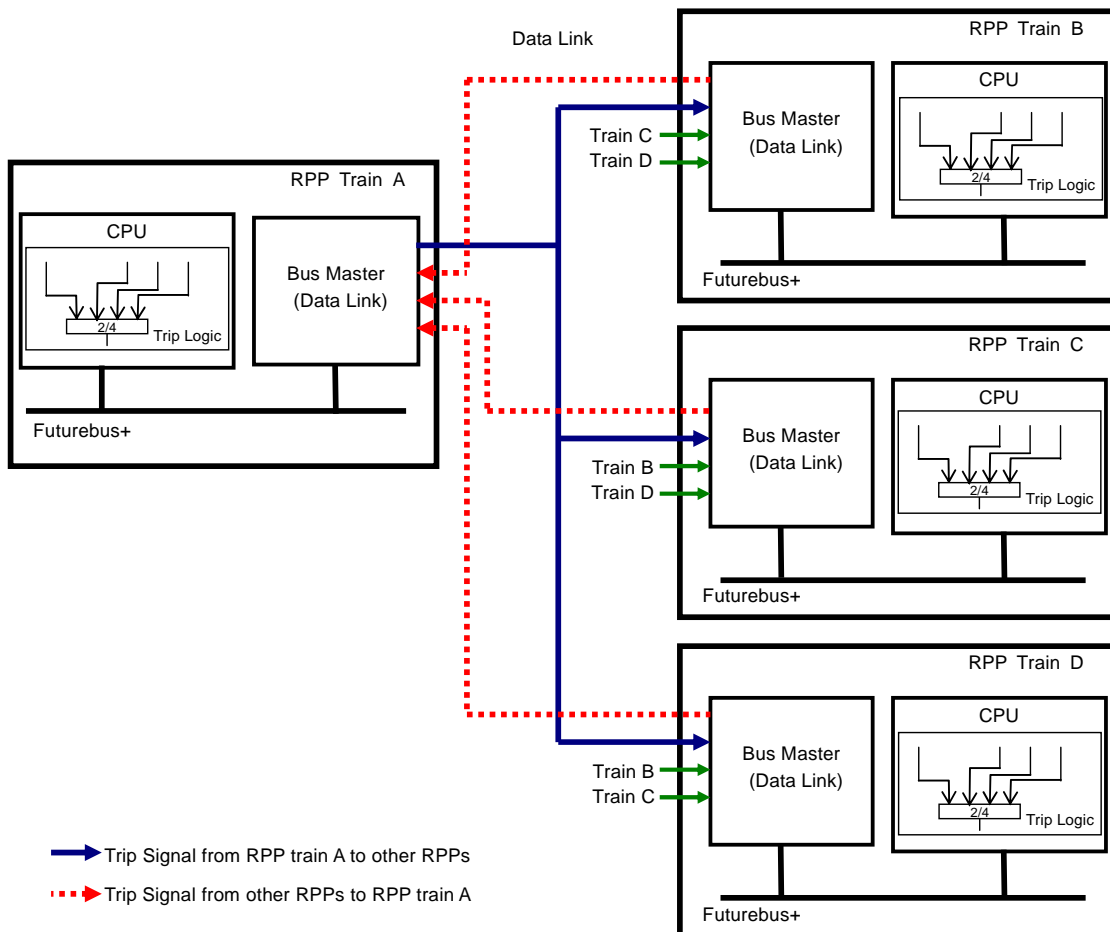 Data Link
RPP Train A
CPU
2/4
Trip Logic
Bus Master
(Data Link)
Futurebus+
RPP Train B
Bus Master
(Data Link)
CPU
2/4
Trip Logic
Train C
Train D
Futurebus+
RPP Train C
Bus Master
(Data Link)
CPU
2/4
Trip Logic
Train B
Train D
Futurebus+
RPP Train D
Bus Master
(Data Link)
CPU
2/4
Trip Logic
Train B
Train C
Futurebus+
Trip Signal from RPP train A to other RPPs
Trip Signal from other RPPs to RPP train A